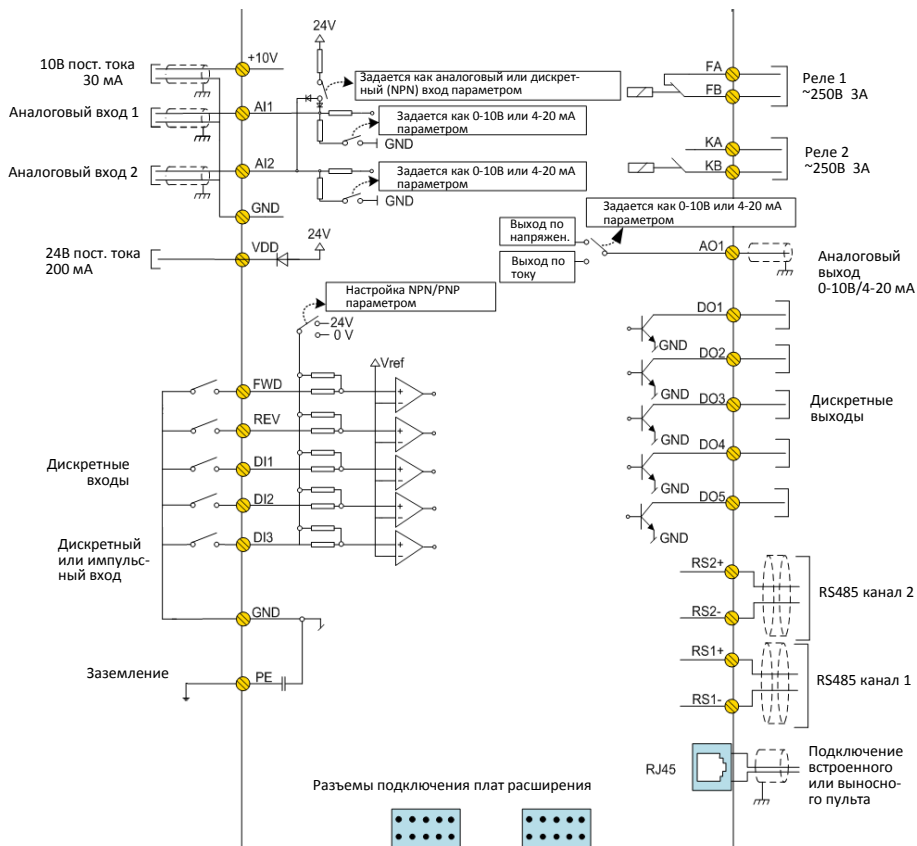 10В пост. тока
30 мА
+10V
Аналоговый вход 1
AI1
Аналоговый вход 2
AI2
GND
24В пост. тока
200 мА
VDD
24V
24V
Задается как аналоговый или дискрет-
ный (NPN) вход параметром
Задается как 0-10В или 4-20 мА
параметром
GND
Задается как 0-10В или 4-20 мА
параметром
GND
Настройка NPN/PNP
параметром
24V
0 V
Vref
FWD
REV
DI1
DI2
DI3
Дискретные
входы
Дискретный
или импульс-
ный вход
GND
Заземление
PE
FA
FB
Реле 1
~250В 3А
KA
KB
Реле 2
~250В 3А
Задается как 0-10В или 4-20 мА
параметром
Выход по
напряжен.
Выход по
току
AO1
Аналоговый
выход
0-10В/4-20 мА
DO1
GND
DO2
GND
DO3
GND
DO4
GND
DO5
GND
Дискретные
выходы
RS2+
RS2-
RS485 канал 2
RS1+
RS1-
RS485 канал 1
RJ45
Подключение
встроенного
или выносно-
го пульта
Разъемы подключения плат расширения
+
−
+
−
+
−
+
−
+
−